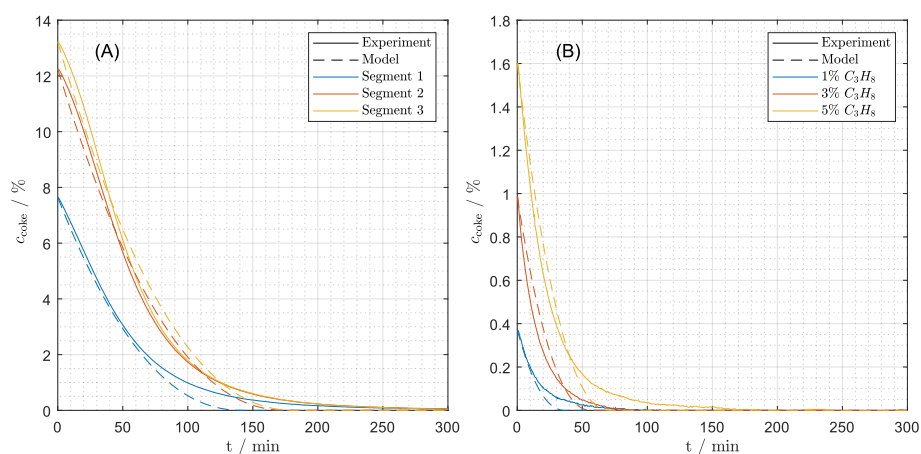 (A)
Experiment
Model
Segment 1
Segment 2
Segment 3
14
12
10
8
6
4
2
0
c_coke / %
0 50 100 150 200 250 300
t / min
(B)
Experiment
Model
1% C₃H₈
3% C₃H₈
5% C₃H₈
1.8
1.6
1.4
1.2
1
0.8
0.6
0.4
0.2
0
c_coke / %
0 50 100 150 200 250 300
t / min